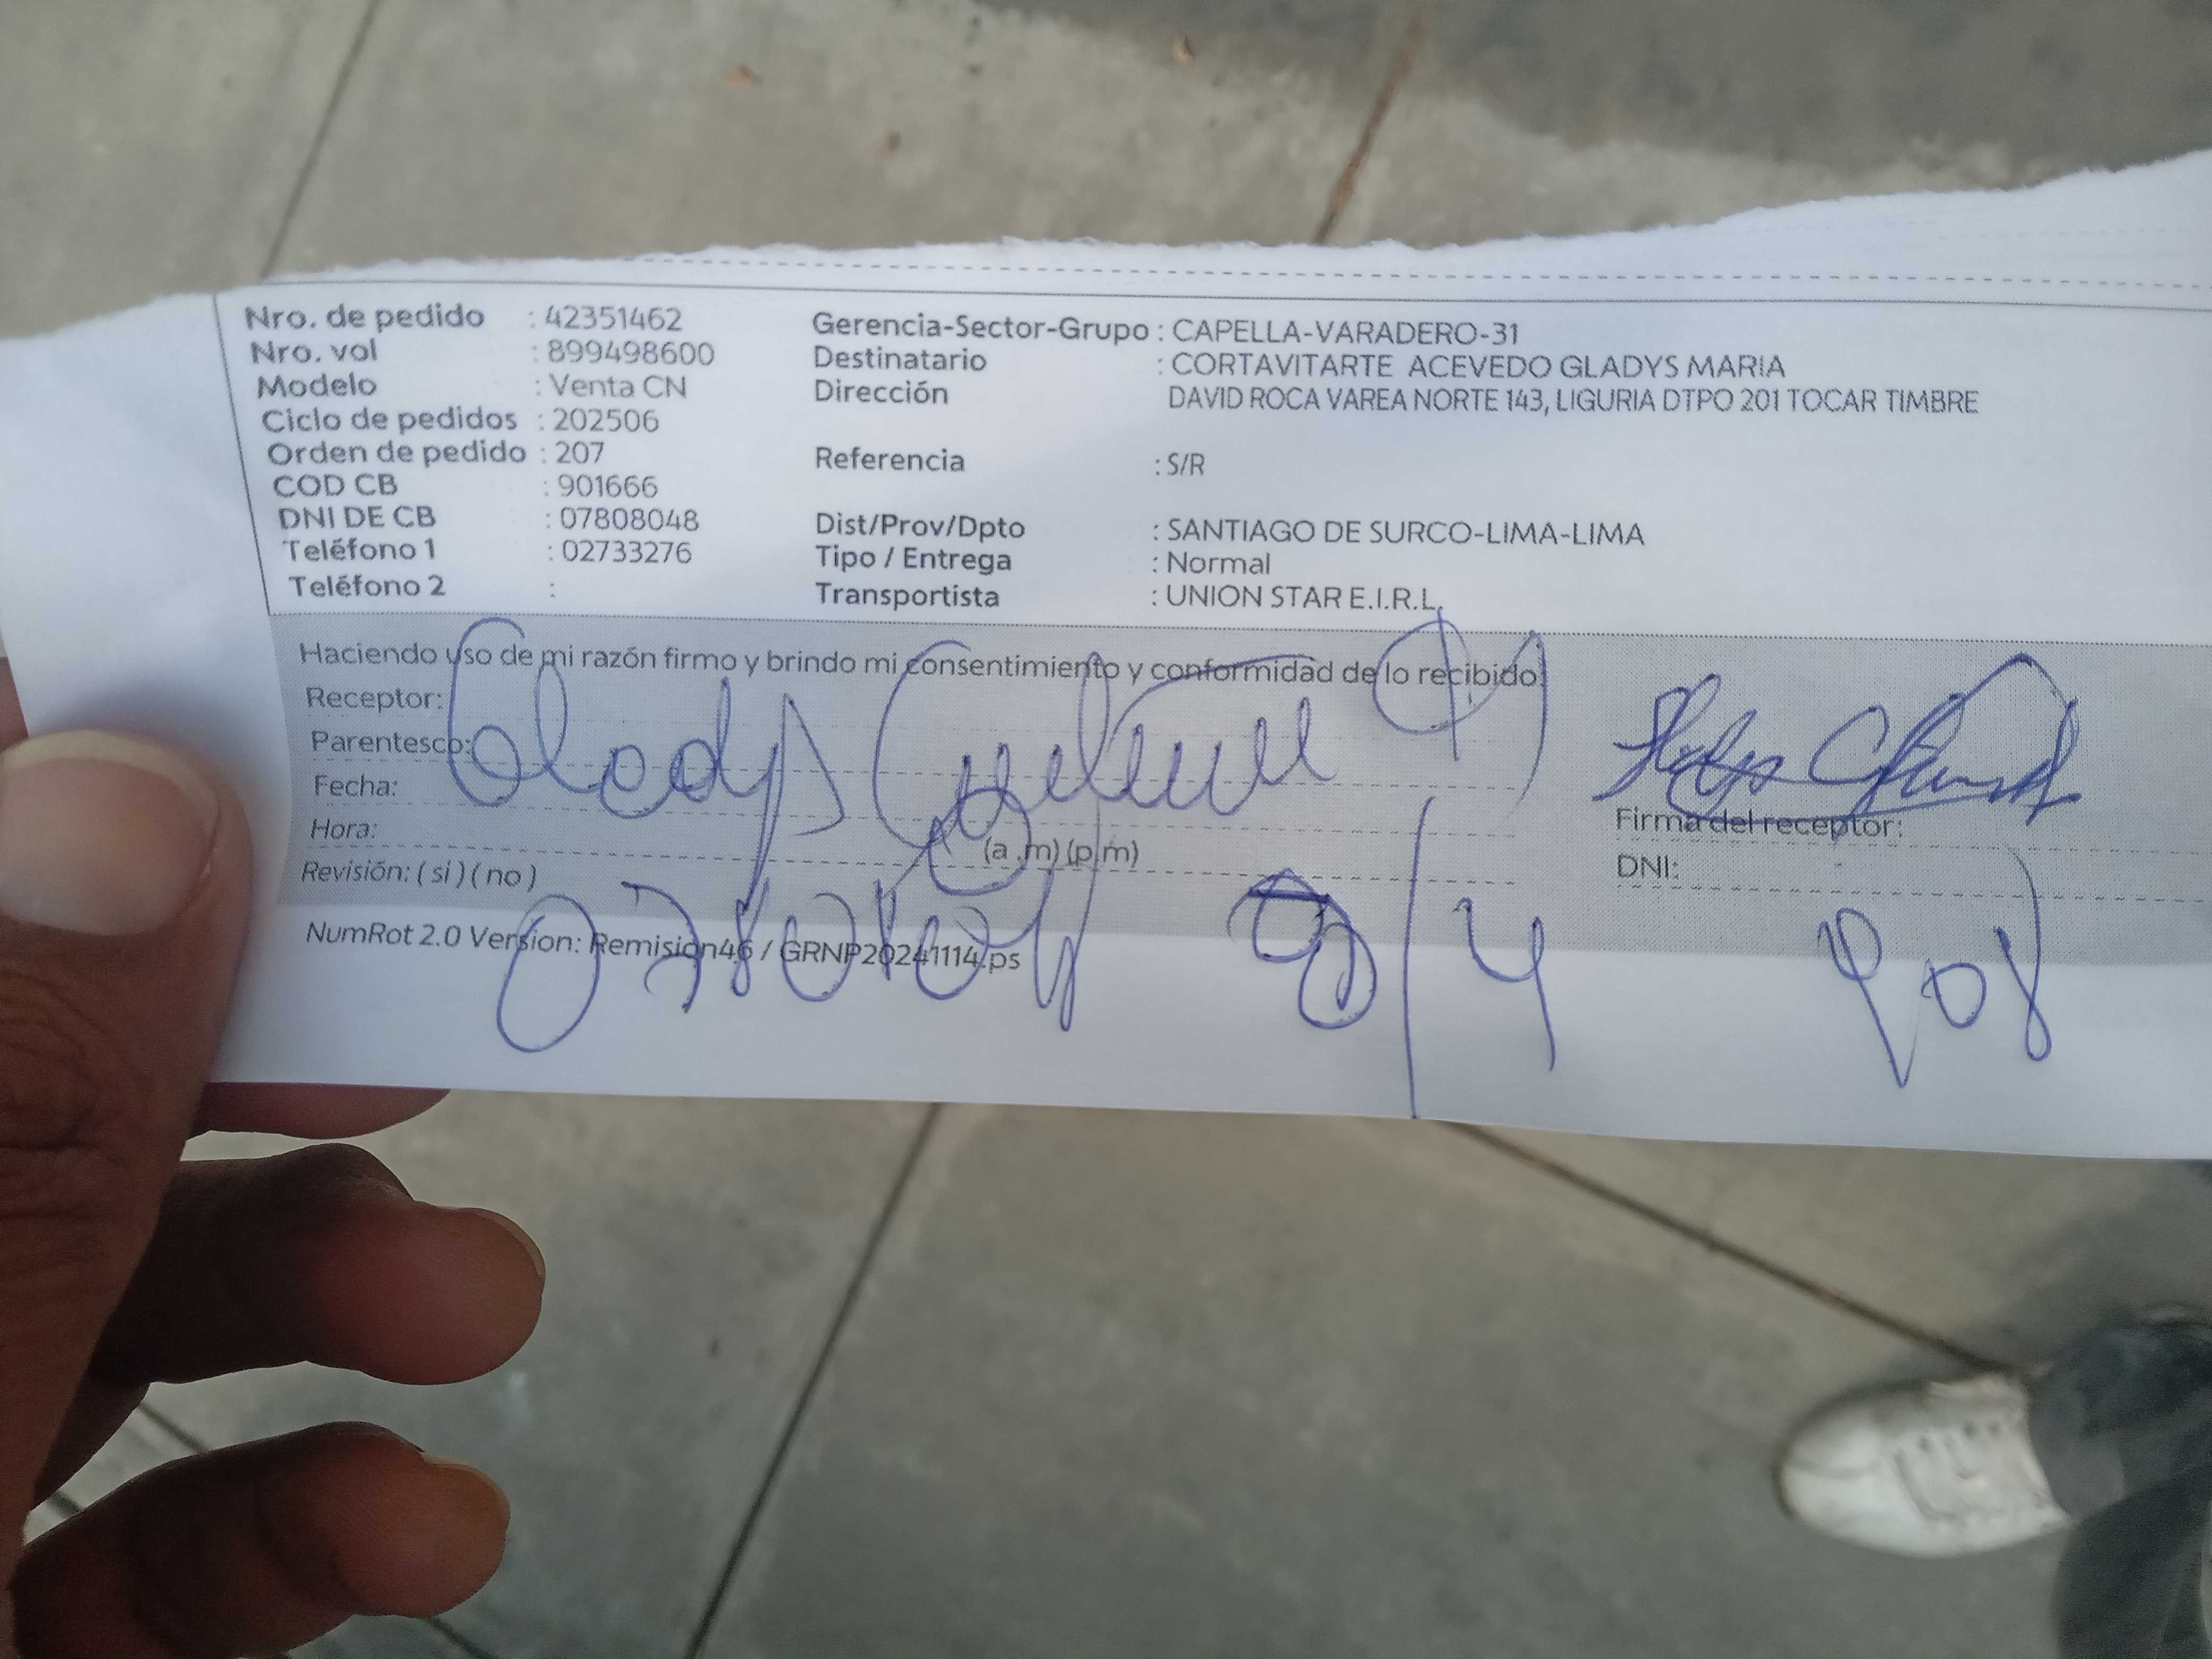 Nro. de pedido : 42351462
Nro. vol : 899498600
Modelo : Venta CN
Ciclo de pedidos : 202506
Orden de pedido : 207
COD CB : 901666
DNI DE CB : 07808048
Teléfono 1 : 02733276
Teléfono 2 :
Gerencia-Sector-Grupo : CAPELLA-VARADERO-31
Destinatario : CORTAVITARTE ACEVEDO GLADYS MARIA
Dirección DAVID ROCA VAREA NORTE 143, LIGURIA DTPO 201 TOCAR TIMBRE
Referencia : S/R
Dist/Prov/Dpto : SANTIAGO DE SURCO-LIMA-LIMA
Tipo / Entrega : Normal
Transportista : UNION STAR E.I.R.L.
Haciendo uso de mi razón firmo y brindo mi consentimiento y conformidad de lo recibido:
Receptor:
Parentesco:
Gladys
Fecha:
Hora: (a.m) (p.m)
Revisión: ( si ) ( no )
Firma del receptor:
DNI:
07808048
908
NumRot 2.0 Version: Remision46 / GRNP20241114.ps